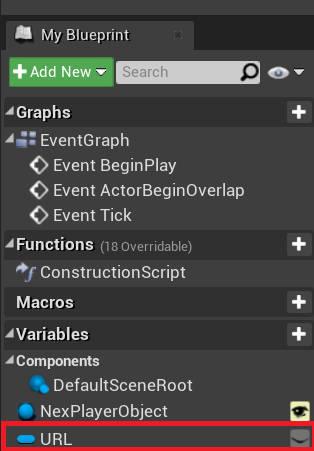 My Blueprint
Add New Search
Graphs
EventGraph
Event BeginPlay
Event ActorBeginOverlap
Event Tick
Functions (18 Overridable)
ConstructionScript
Macros
Variables
Components
DefaultSceneRoot
NexPlayerObject
URL